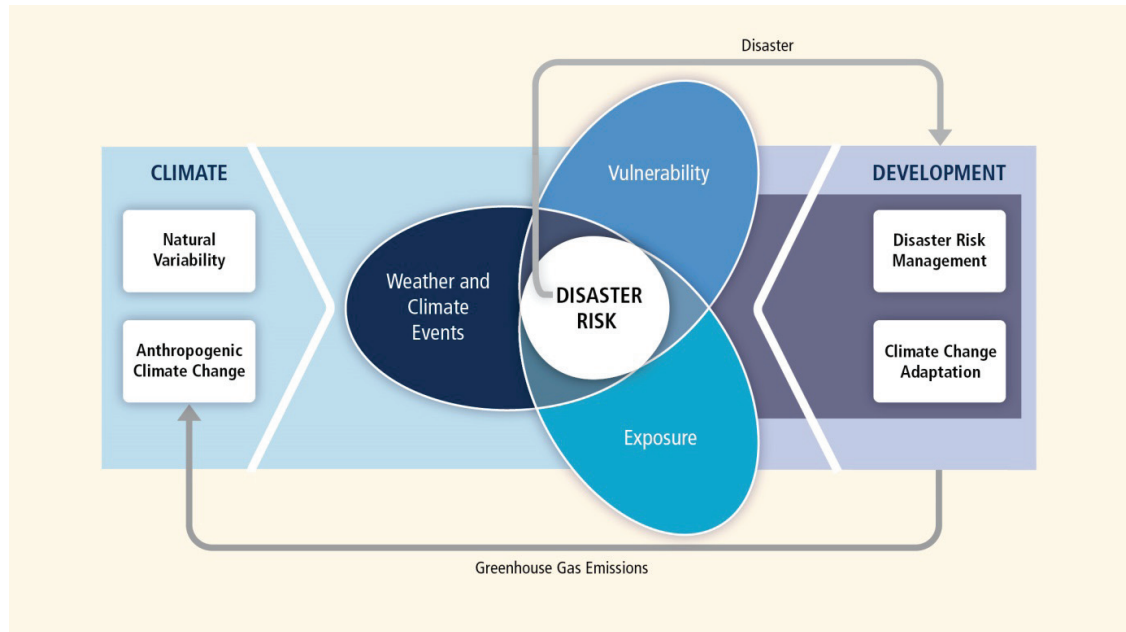 Disaster
CLIMATE
Natural
Variability
Anthropogenic
Climate Change
Vulnerability
Weather and
Climate
Events
DISASTER
RISK
Exposure
DEVELOPMENT
Disaster Risk
Management
Climate Change
Adaptation
Greenhouse Gas Emissions